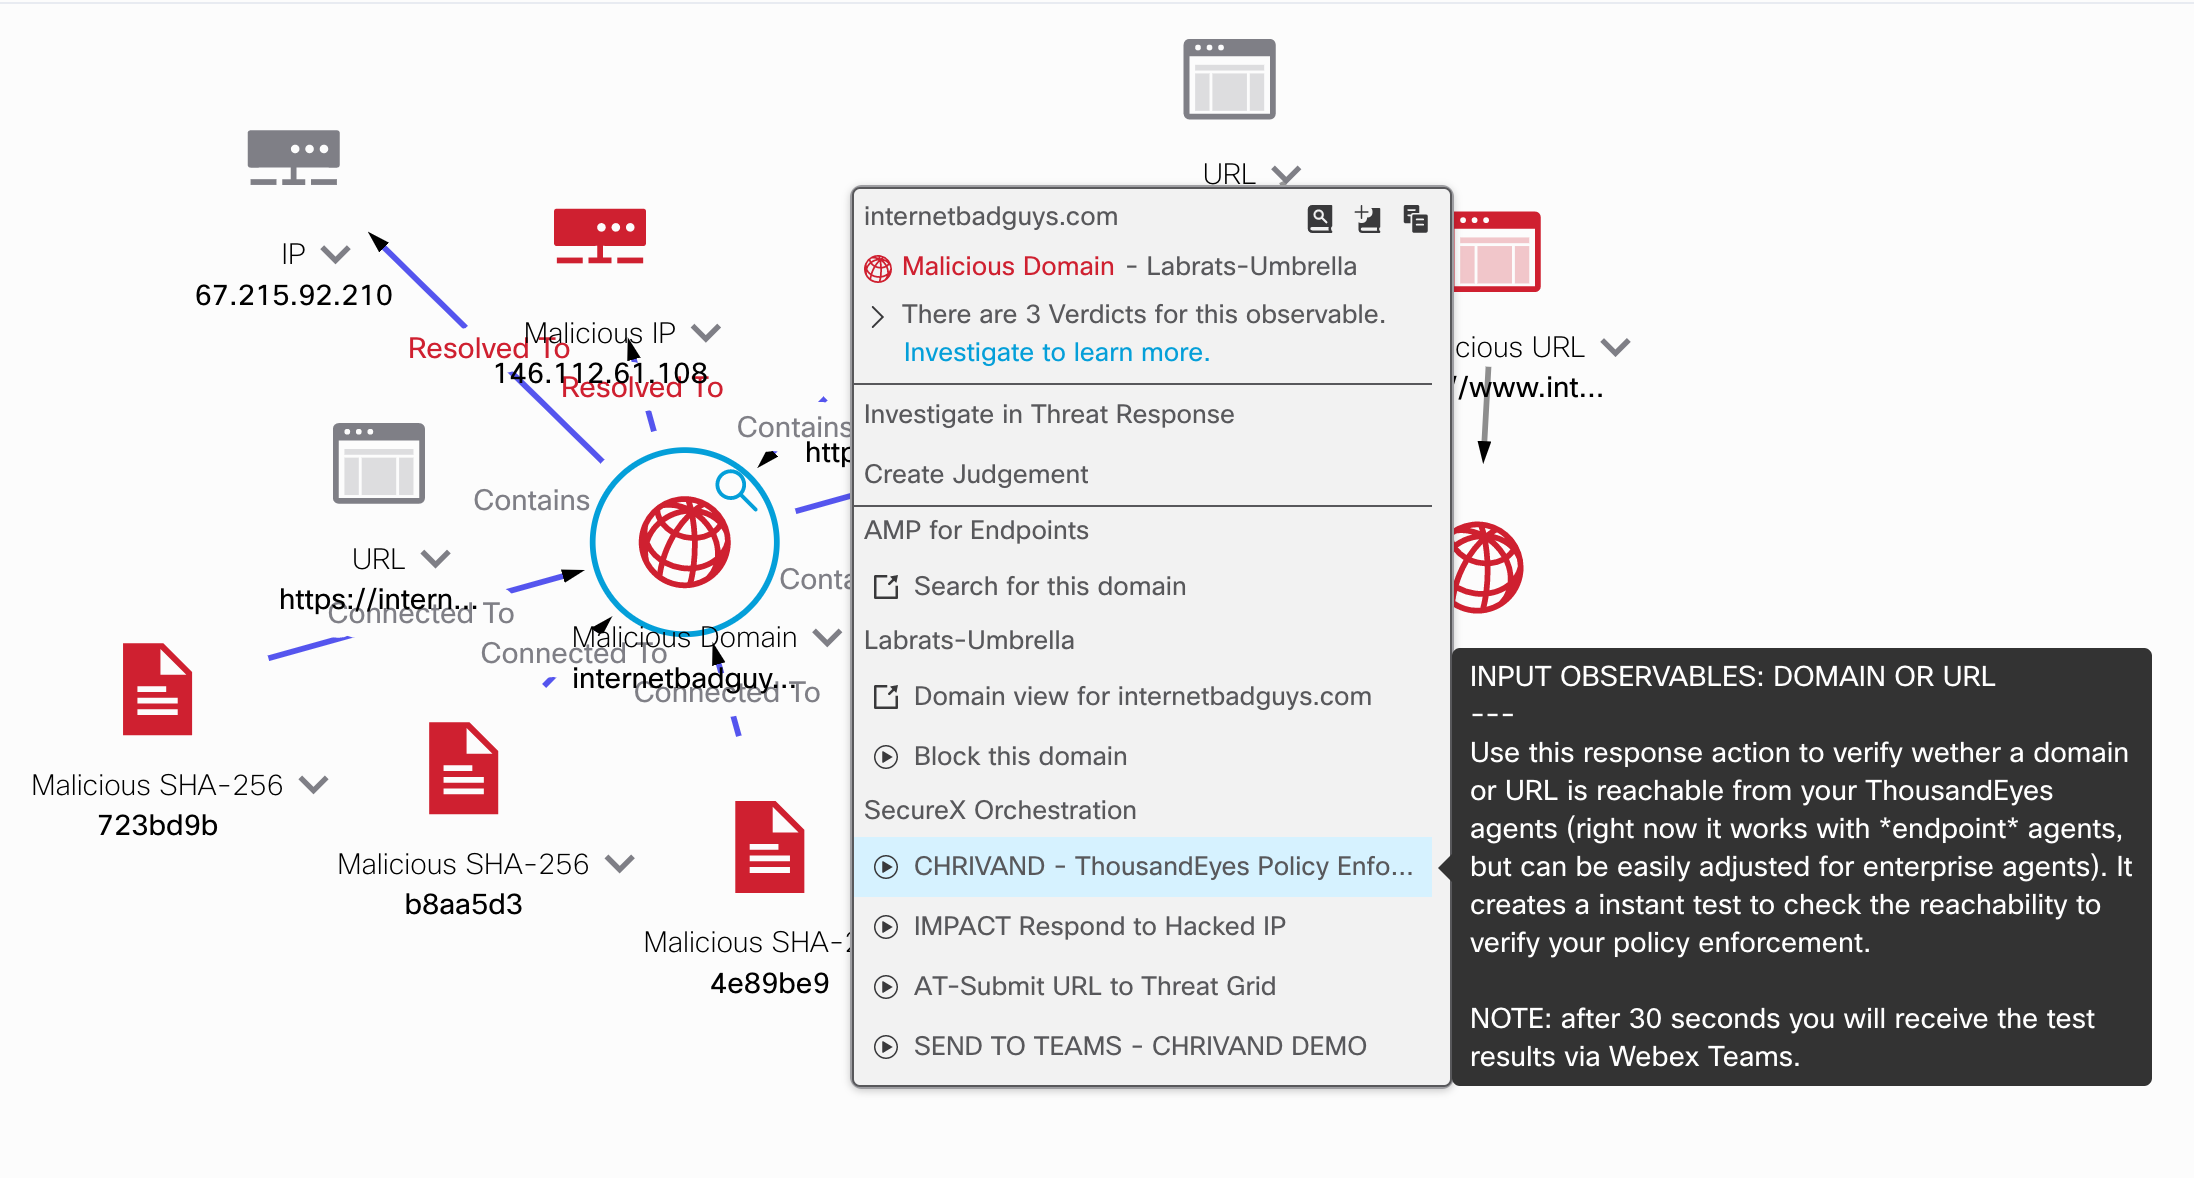 URL
IP
67.215.92.210
Resolved To
Malicious IP
146.112.61.108
Resolved To
Contains
http
Contains
URL
https://intern...
Connected To
Conta
Malicious Domain
internetbadguy...
Connected To
Connected To
Malicious SHA-256
723bd9b
Malicious SHA-256
b8aa5d3
Malicious SHA-2
4e89be9
internetbadguys.com
Malicious Domain - Labrats-Umbrella
There are 3 Verdicts for this observable.
Investigate to learn more.
Investigate in Threat Response
Create Judgement
AMP for Endpoints
Search for this domain
Labrats-Umbrella
Domain view for internetbadguys.com
Block this domain
SecureX Orchestration
CHRIVAND - ThousandEyes Policy Enfo...
IMPACT Respond to Hacked IP
AT-Submit URL to Threat Grid
SEND TO TEAMS - CHRIVAND DEMO
cious URL
//www.int...
INPUT OBSERVABLES: DOMAIN OR URL
---
Use this response action to verify wether a domain
or URL is reachable from your ThousandEyes
agents (right now it works with *endpoint* agents,
but can be easily adjusted for enterprise agents). It
creates a instant test to check the reachability to
verify your policy enforcement.
NOTE: after 30 seconds you will receive the test
results via Webex Teams.